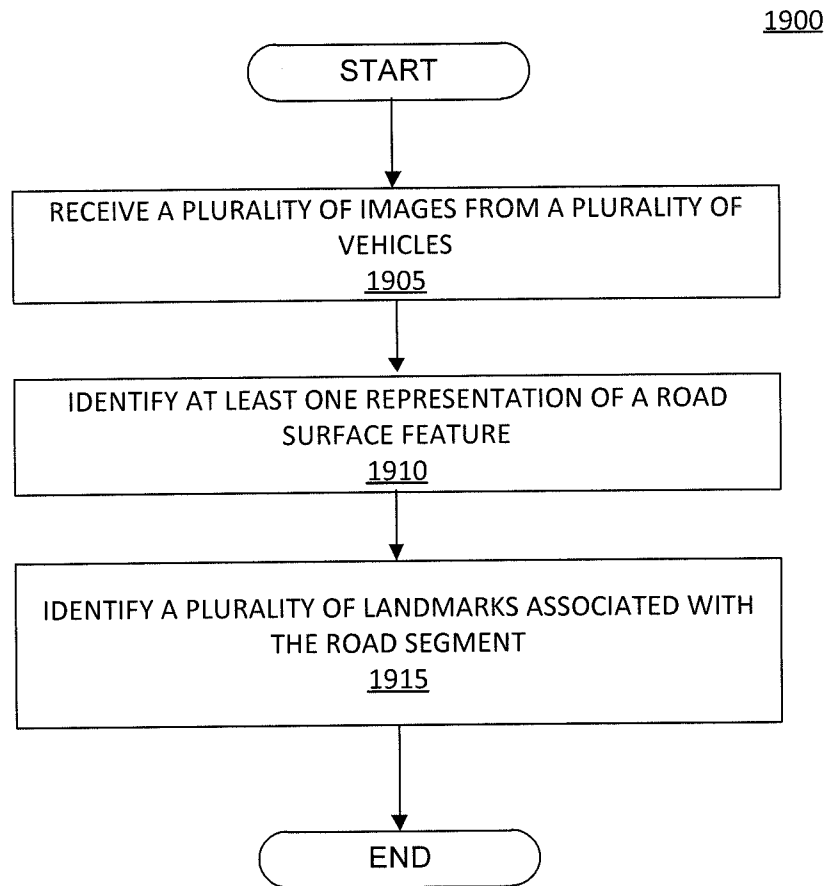 1900
START
RECEIVE A PLURALITY OF IMAGES FROM A PLURALITY OF
VEHICLES
1905
IDENTIFY AT LEAST ONE REPRESENTATION OF A ROAD
SURFACE FEATURE
1910
IDENTIFY A PLURALITY OF LANDMARKS ASSOCIATED WITH
THE ROAD SEGMENT
1915
END